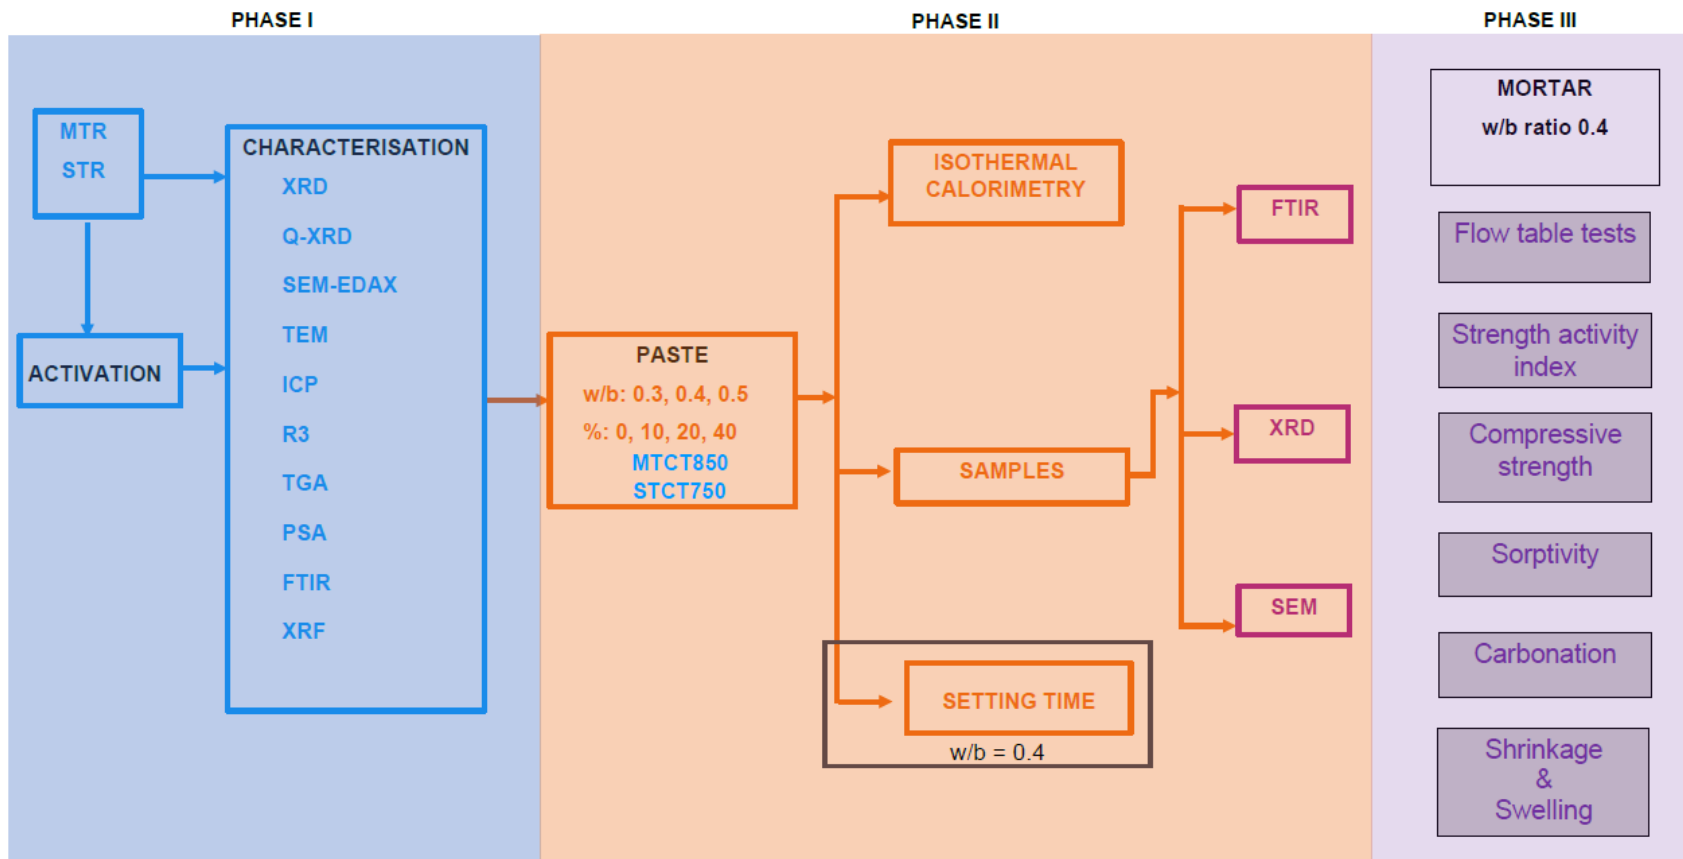 PHASE I
MTR
STR
ACTIVATION
CHARACTERISATION
XRD
Q-XRD
SEM-EDAX
TEM
ICP
R3
TGA
PSA
FTIR
XRF
PHASE II
PASTE
w/b: 0.3, 0.4, 0.5
%: 0, 10, 20, 40
MTCT850
STCT750
ISOTHERMAL
CALORIMETRY
SAMPLES
SETTING TIME
w/b = 0.4
FTIR
XRD
SEM
PHASE III
MORTAR
w/b ratio 0.4
Flow table tests
Strength activity
index
Compressive
strength
Sorptivity
Carbonation
Shrinkage
&
Swelling